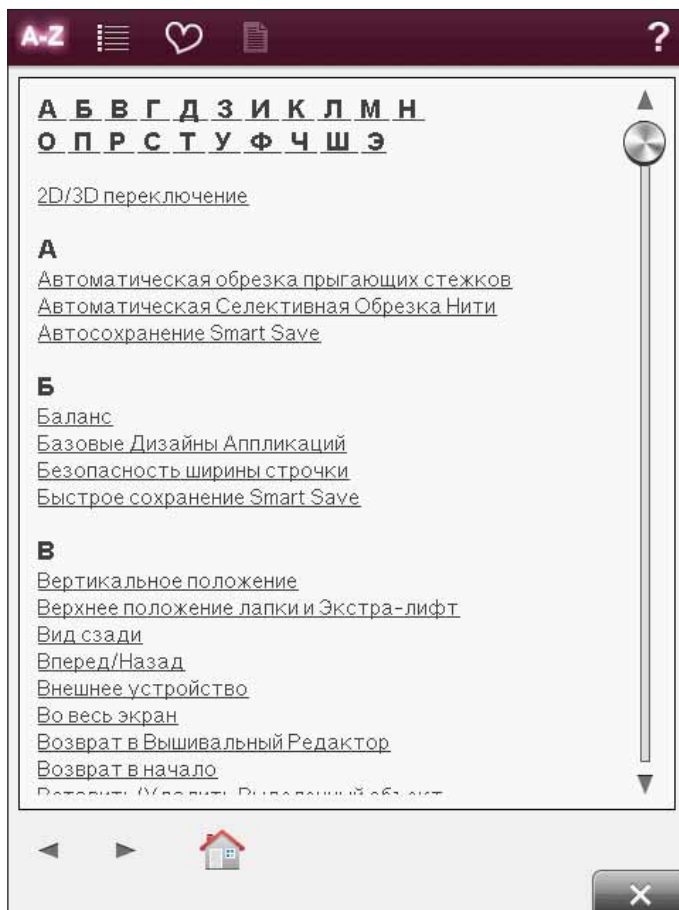 A-Z ?
А Б В Г Д З И К Л М Н
О П Р С Т У Ф Ч Ш Э
2D/3D переключение
А
Автоматическая обрезка прыгающих стежков
Автоматическая Селективная Обрезка Нити
Автосохранение Smart Save
Б
Баланс
Базовые Дизайны Аппликаций
Безопасность ширины строчки
Быстрое сохранение Smart Save
В
Вертикальное положение
Верхнее положение лапки и Экстра-лифт
Вид сзади
Вперед/Назад
Внешнее устройство
Во весь экран
Возврат в Вышивальный Редактор
Возврат в начало